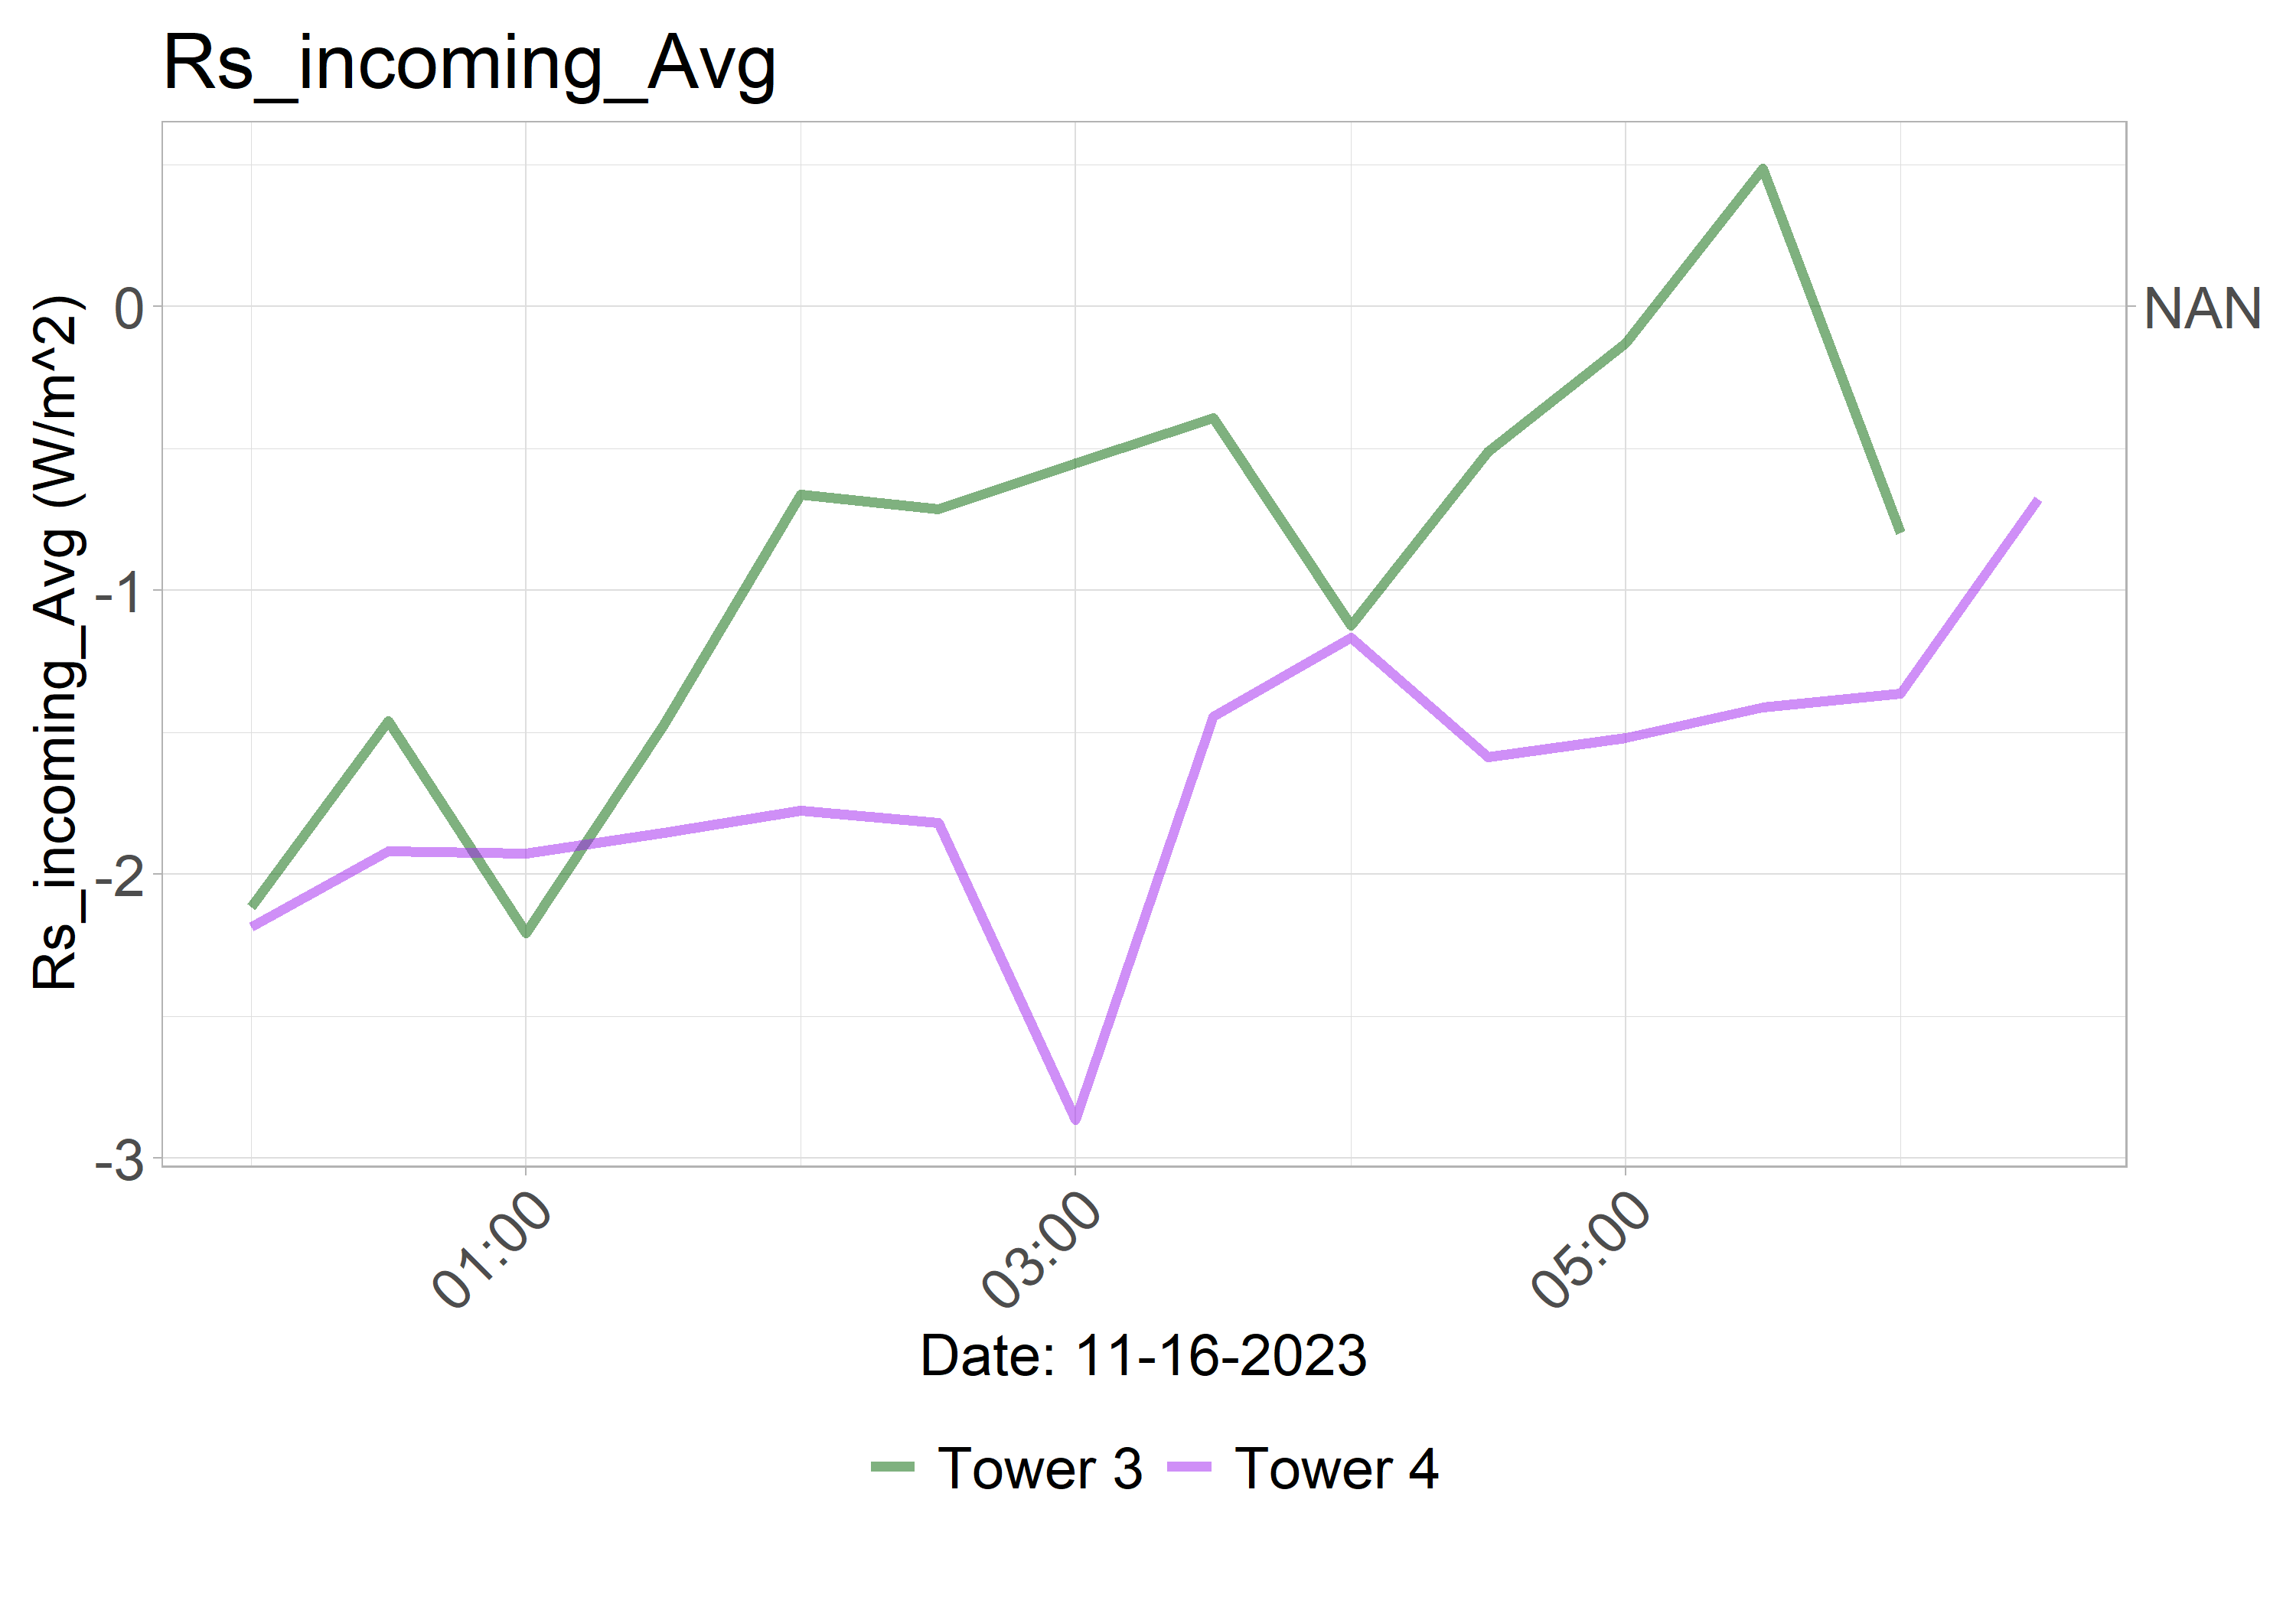 Rs_incoming_Avg
Rs_incoming_Avg (W/m^2)
0
-1
-2
-3
NAN
01:00
03:00
05:00
Date: 11-16-2023
Tower 3
Tower 4